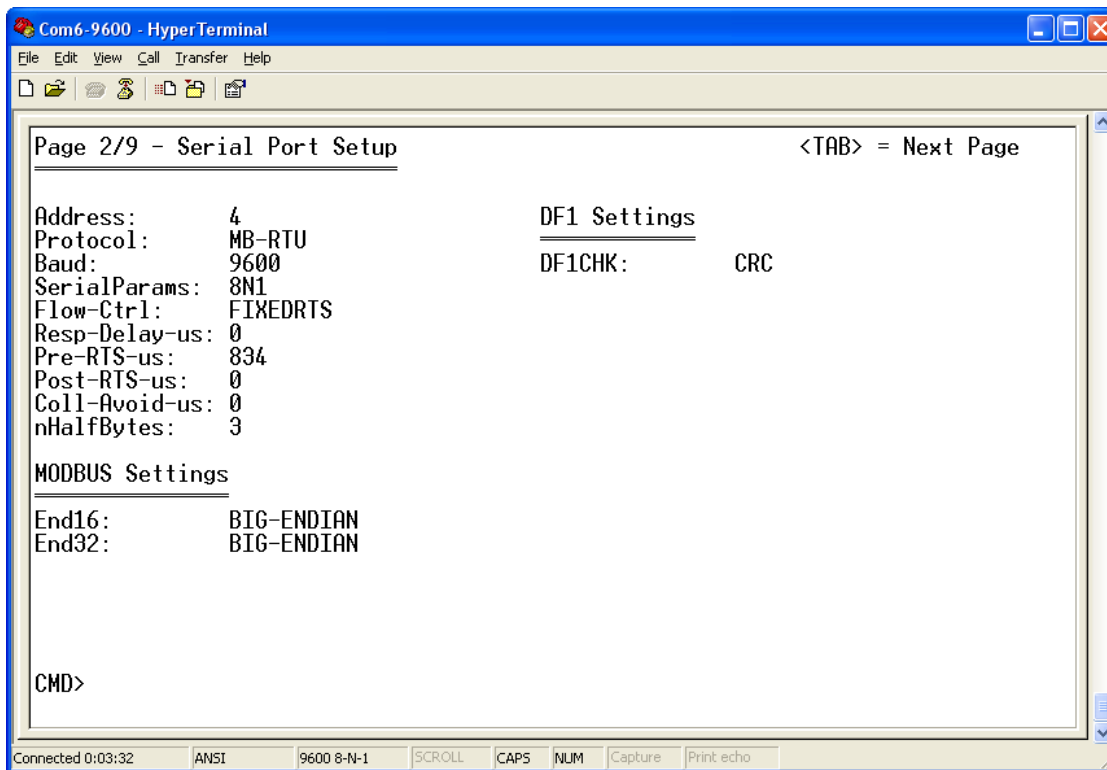 Com6-9600 - HyperTerminal
File Edit View Call Transfer Help
Page 2/9 - Serial Port Setup <TAB> = Next Page
Address: 4 DF1 Settings
Protocol: MB-RTU
Baud: 9600 DF1CHK: CRC
SerialParams: 8N1
Flow-Ctrl: FIXEDRTS
Resp-Delay-us: 0
Pre-RTS-us: 834
Post-RTS-us: 0
Coll-Avoid-us: 0
nHalfBytes: 3
MODBUS Settings
End16: BIG-ENDIAN
End32: BIG-ENDIAN
CMD>
Connected 0:03:32 ANSI 9600 8-N-1 SCROLL CAPS NUM Capture Print echo